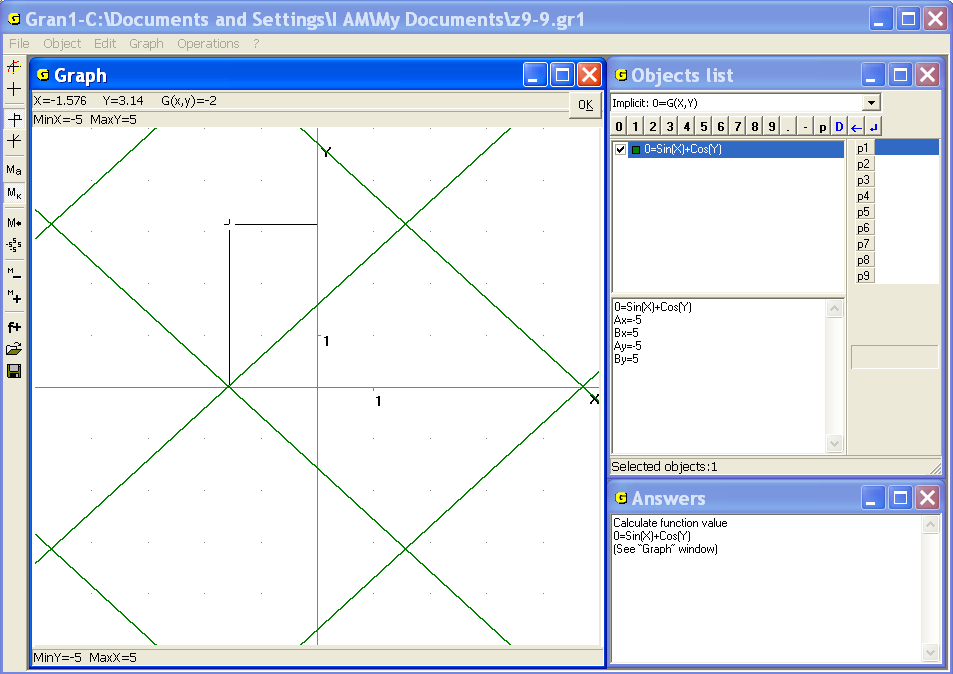 Gran1-C:\Documents and Settings\I AM\My Documents\z9-9.gr1
File Object Edit Graph Operations ?
Graph
X=-1.576 Y=3.14 G(x,y)=-2
OK
MinX=-5 MaxY=5
Y
1
1
X
MinY=-5 MaxX=5
Ma
Mк
M
M
M
f+
Objects list
Implicit: 0=G(X,Y)
0 1 2 3 4 5 6 7 8 9 . - p D
0=Sin(X)+Cos(Y)
p1
p2
p3
p4
p5
p6
p7
p8
p9
0=Sin(X)+Cos(Y)
Ax=-5
Bx=5
Ay=-5
By=5
Selected objects:1
Answers
Calculate function value
0=Sin(X)+Cos(Y)
(See "Graph" window)